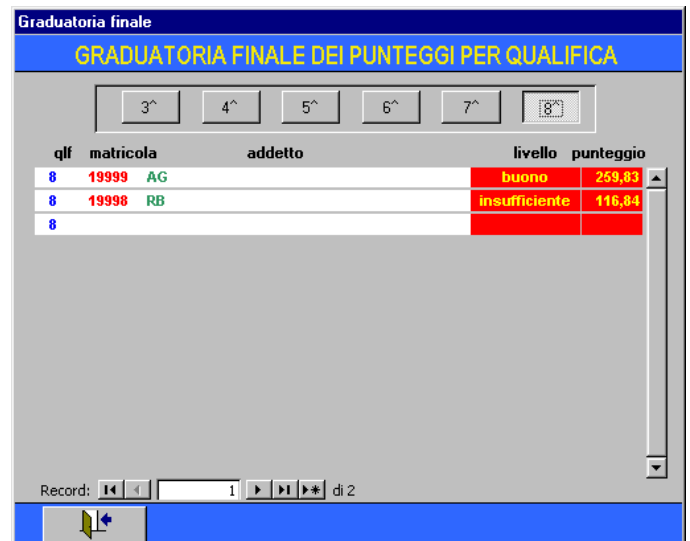 Graduatoria finale
GRADUATORIA FINALE DEI PUNTEGGI PER QUALIFICA
3^ 4^ 5^ 6^ 7^ 8^
qlf matricola addetto livello punteggio
8 19999 AG buono 259,83
8 19998 RB insufficiente 116,84
8
Record: 1 di 2